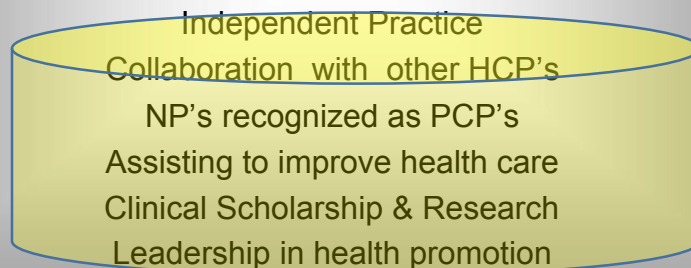 Independent Practice
Collaboration  with  other HCP's
NP's recognized as PCP's
Assisting to improve health care
Clinical Scholarship & Research
Leadership in health promotion